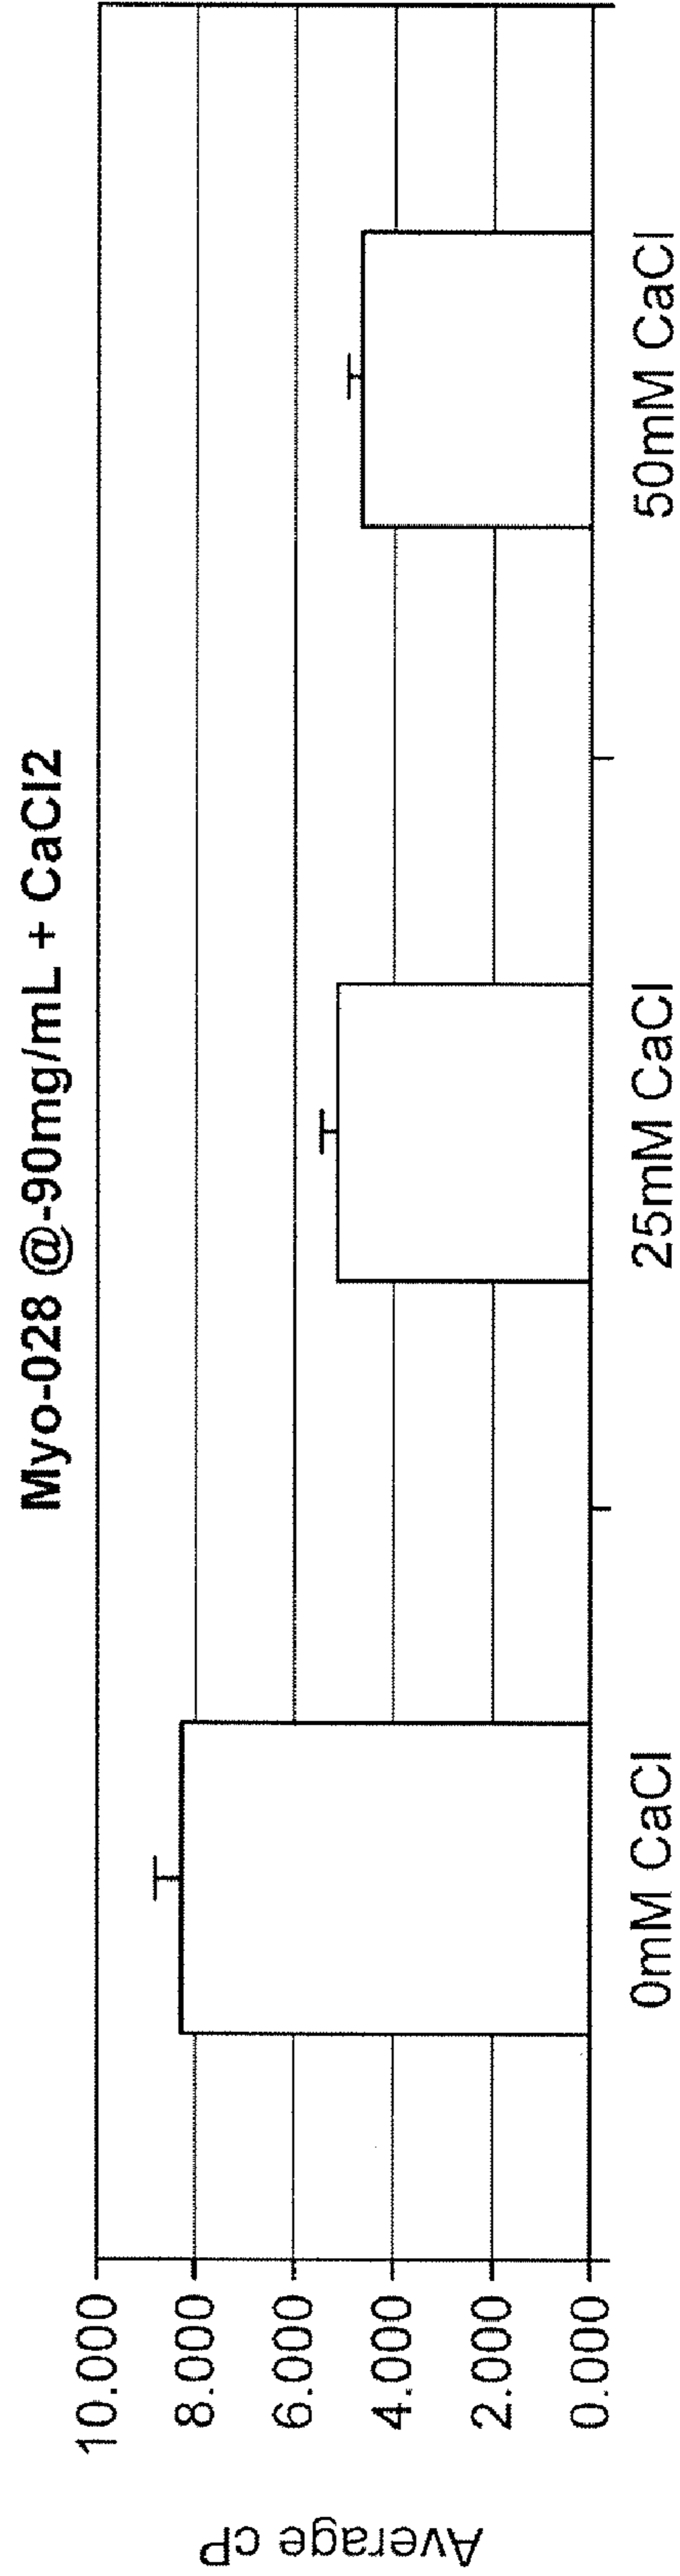 Myo-028 @-90mg/mL + CaCl2
Average cP
10.000
8.000
6.000
4.000
2.000
0.000
0mM CaCl
25mM CaCl
50mM CaCl